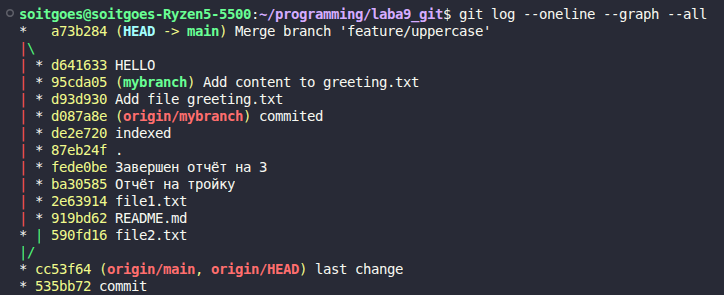 soitgoes@soitgoes-Ryzen5-5500:~/programming/laba9_git$ git log --oneline --graph --all
*   a73b284 (HEAD -> main) Merge branch 'feature/uppercase'
|\
| * d641633 HELLO
| * 95cda05 (mybranch) Add content to greeting.txt
| * d93d930 Add file greeting.txt
| * d087a8e (origin/mybranch) commited
| * de2e720 indexed
| * 87eb24f .
| * fede0be Завершен отчёт на 3
| * ba30585 Отчёт на тройку
| * 2e63914 file1.txt
| * 919bd62 README.md
* | 590fd16 file2.txt
|/
* cc53f64 (origin/main, origin/HEAD) last change
* 535bb72 commit